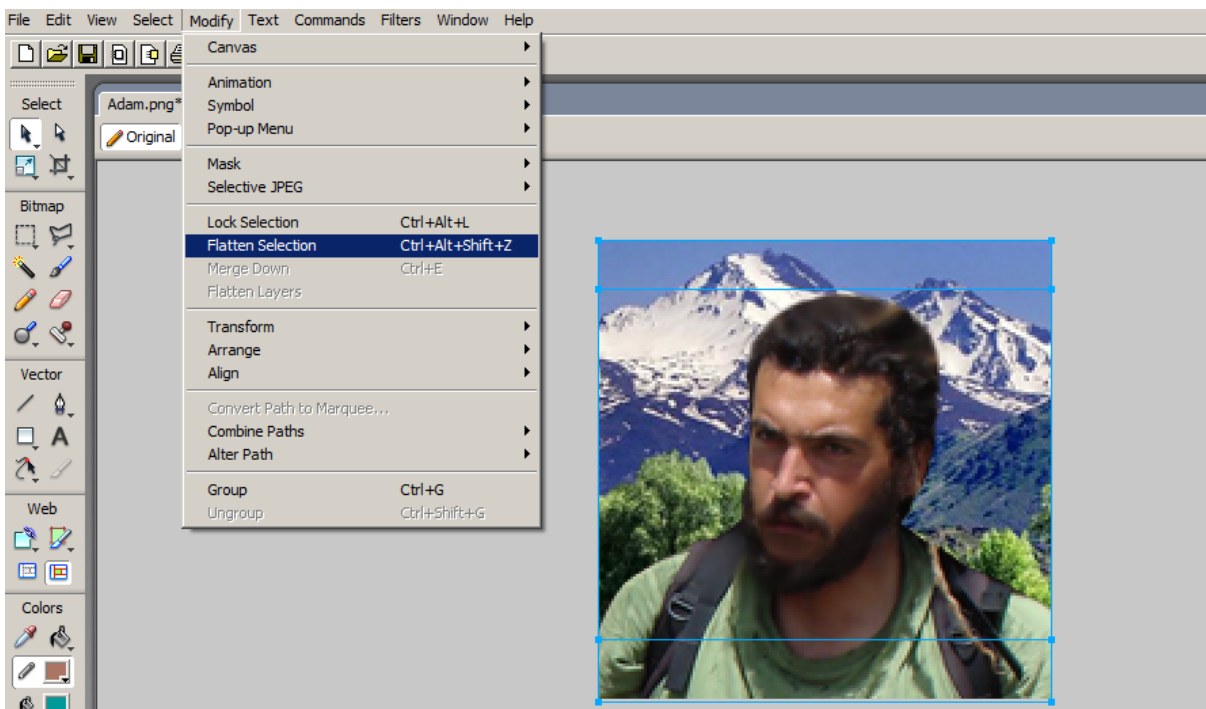 File Edit View Select Modify Text Commands Filters Window Help
Canvas
Animation
Select
Adam.png*
Symbol
Original
Pop-up Menu
Mask
Selective JPEG
Bitmap
Lock Selection Ctrl+Alt+L
Flatten Selection Ctrl+Alt+Shift+Z
Merge Down Ctrl+E
Flatten Layers
Transform
Arrange
Vector
Align
Convert Path to Marquee...
Combine Paths
A
Alter Path
Group Ctrl+G
Web
Ungroup Ctrl+Shift+G
Colors